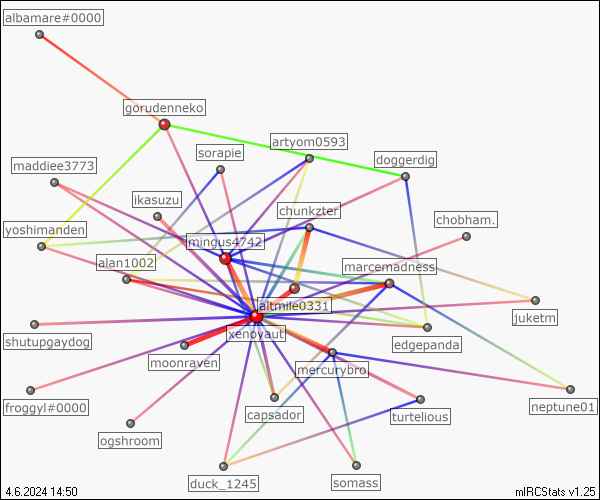 albamare#0000
gorudenneko
artyom0593
sorapie
doggerdig
maddiee3773
ikasuzu
chunkzter
chobham.
yoshimanden
mingus4742
alan1002
marcomadness
altmile0331
juketm
xenoyaut
shutupgaydog
edgepanda
moonraven
mercurybro
froggyl#0000
capsador
neptune01
turtelious
ogshroom
duck_1245
somass
4.6.2024 14:50
mIRCStats v1.25